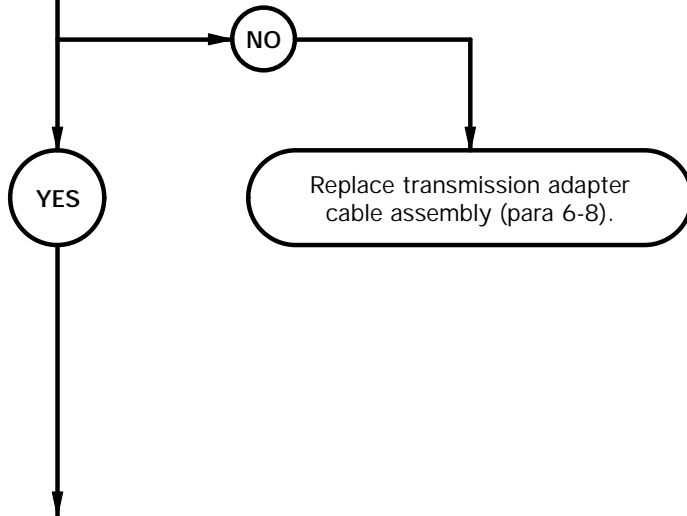 NO
YES
Replace transmission adapter
cable assembly (para 6-8).